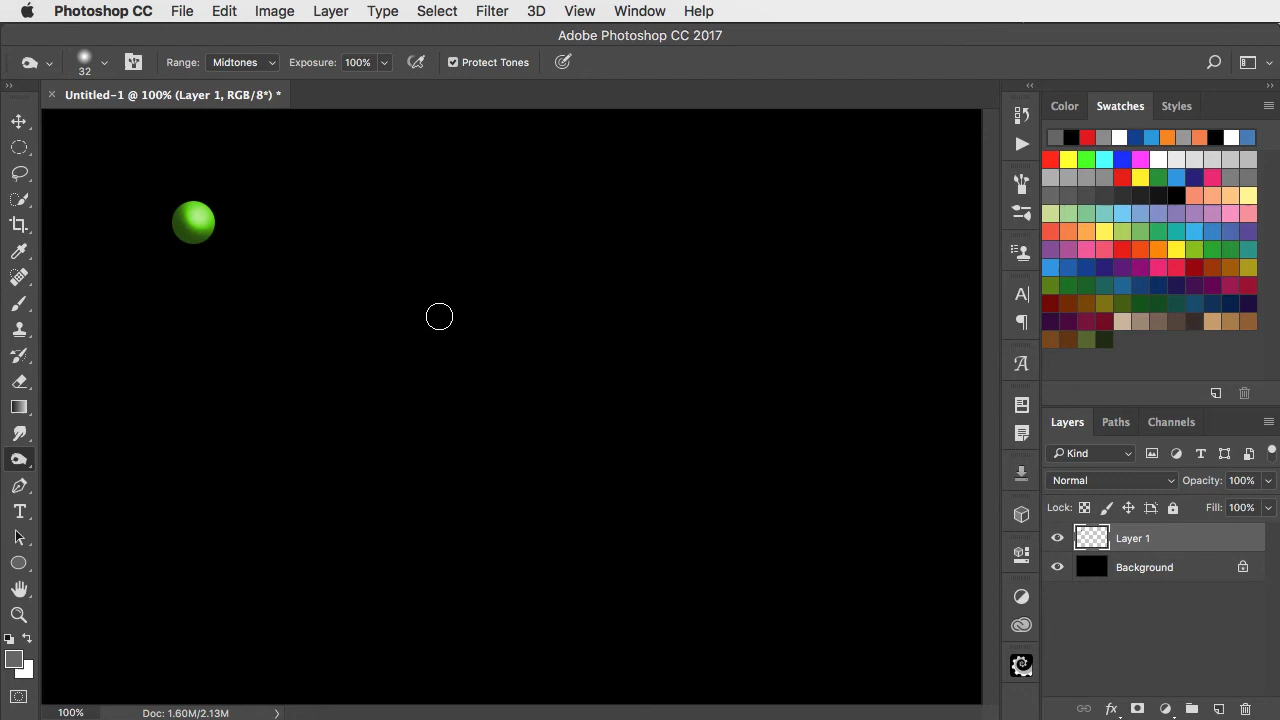 Photoshop CC File Edit Image Layer Type Select Filter 3D View Window Help
Adobe Photoshop CC 2017
32 Range: Midtones Exposure: 100% Protect Tones
× Untitled-1 @ 100% (Layer 1, RGB/8*) *
Color Swatches Styles
Layers Paths Channels
Kind
Normal Opacity: 100%
Lock: Fill: 100%
Layer 1
Background
100% Doc: 1.60M/2.13M